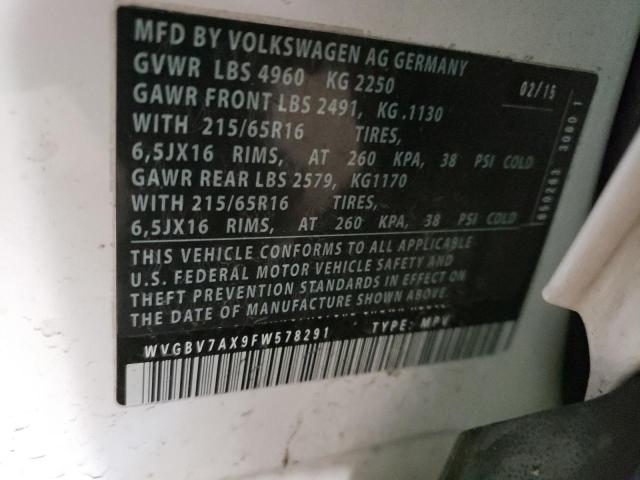 MFD BY VOLKSWAGEN AG GERMANY
GVWR LBS 4960 KG 2250
02/15
GAWR FRONT LBS 2491, KG .1130
WITH 215/65R16 TIRES,
6,5JX16 RIMS, AT 260 KPA, 38 PSI COLD
GAWR REAR LBS 2579, KG1170
WITH 215/65R16 TIRES,
6,5JX16 RIMS, AT 260 KPA, 38 PSI COLD
THIS VEHICLE CONFORMS TO ALL APPLICABLE
U.S. FEDERAL MOTOR VEHICLE SAFETY AND
THEFT PREVENTION STANDARDS IN EFFECT ON
THE DATE OF MANUFACTURE SHOWN ABOVE.
WVGBV7AX9FW578291 TYPE: MPV